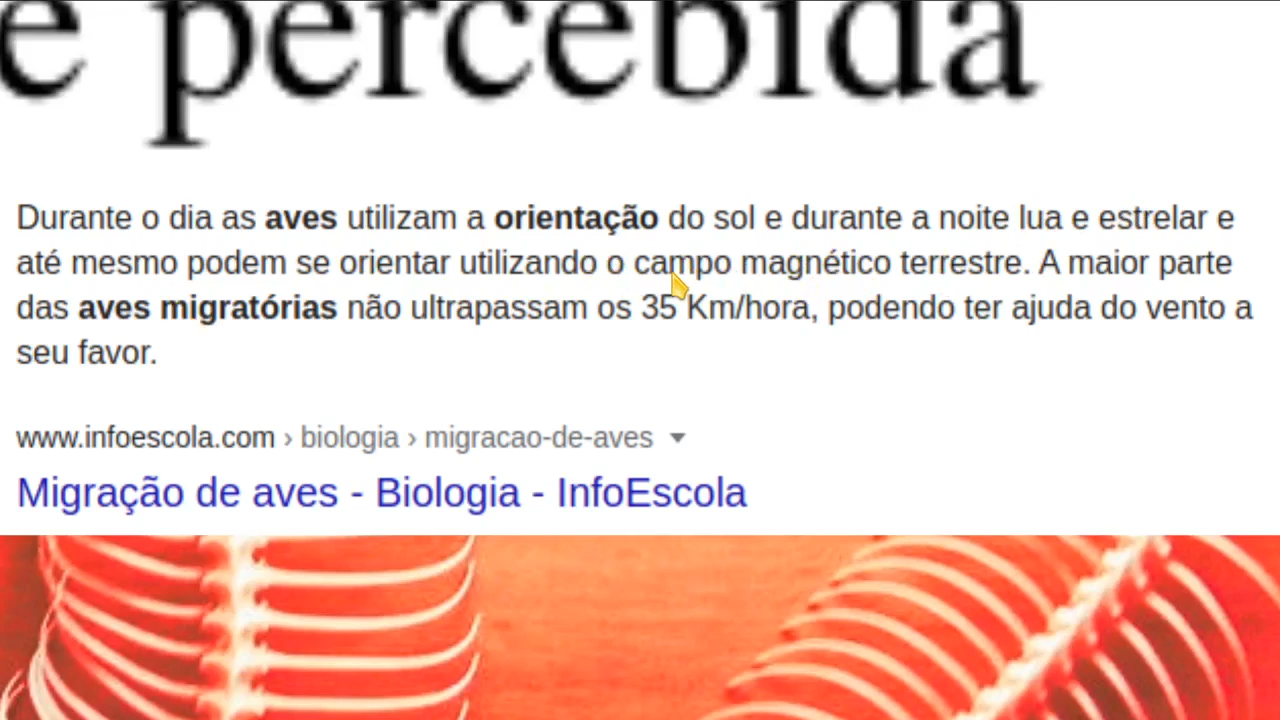 e percebida
Durante o dia as aves utilizam a orientação do sol e durante a noite lua e estrelar e
até mesmo podem se orientar utilizando o campo magnético terrestre. A maior parte
das aves migratórias não ultrapassam os 35 Km/hora, podendo ter ajuda do vento a
seu favor.
www.infoescola.com › biologia › migracao-de-aves
Migração de aves - Biologia - InfoEscola